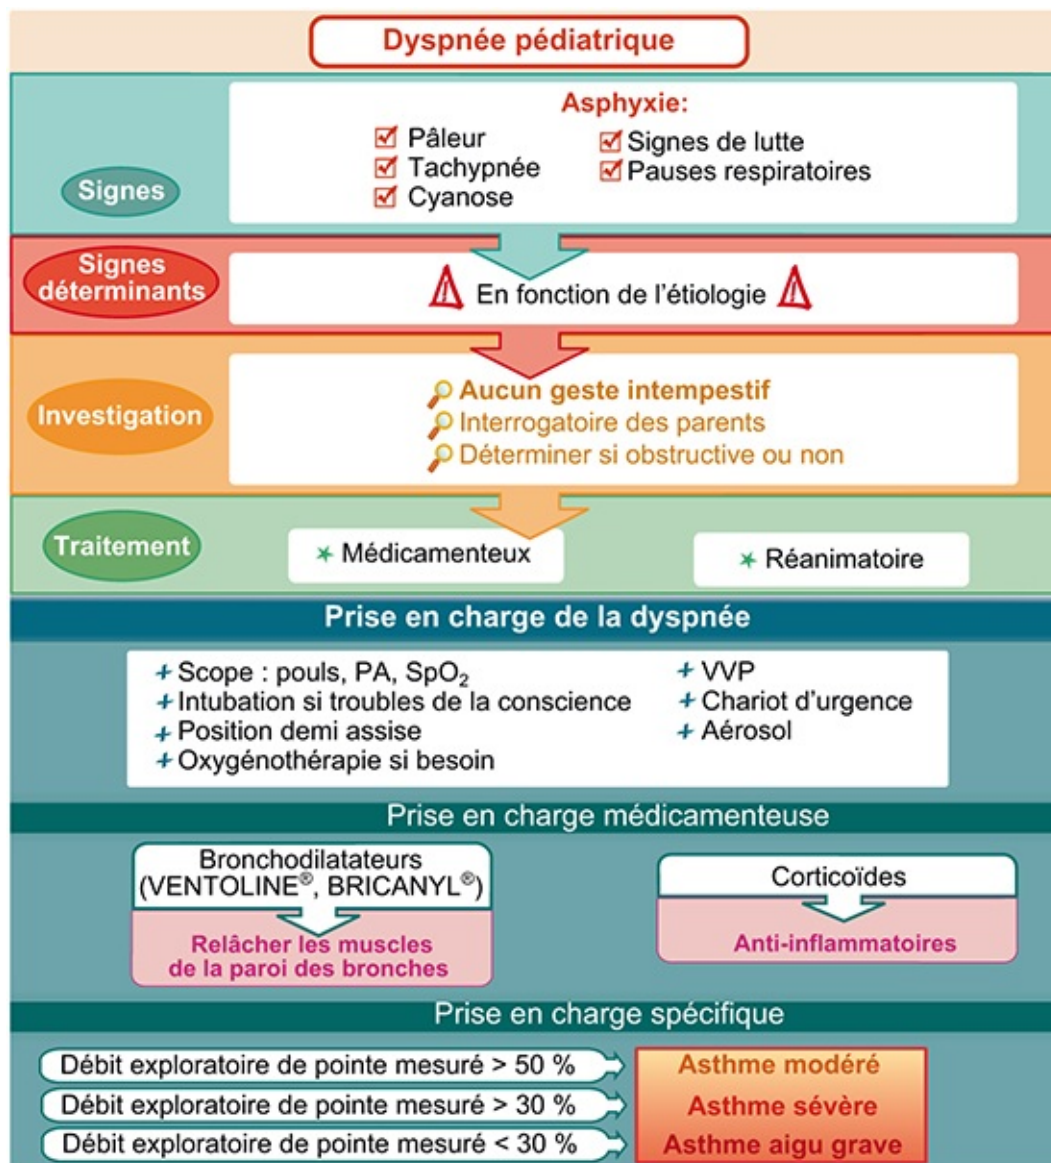 Dyspnée pédiatrique
Signes
Asphyxie:
Pâleur
Tachypnée
Cyanose
Signes de lutte
Pauses respiratoires
Signes
déterminants
En fonction de l'étiologie
Investigation
Aucun geste intempestif
Interrogatoire des parents
Déterminer si obstructive ou non
Traitement
Médicamenteux
Réanimatoire
Prise en charge de la dyspnée
Scope : pouls, PA, SpO₂
Intubation si troubles de la conscience
Position demi assise
Oxygénothérapie si besoin
VVP
Chariot d'urgence
Aérosol
Prise en charge médicamenteuse
Bronchodilatateurs
(VENTOLINE®, BRICANYL®)
Relâcher les muscles
de la paroi des bronches
Corticoïdes
Anti-inflammatoires
Prise en charge spécifique
Débit exploratoire de pointe mesuré > 50 %
Asthme modéré
Débit exploratoire de pointe mesuré > 30 %
Asthme sévère
Débit exploratoire de pointe mesuré < 30 %
Asthme aigu grave